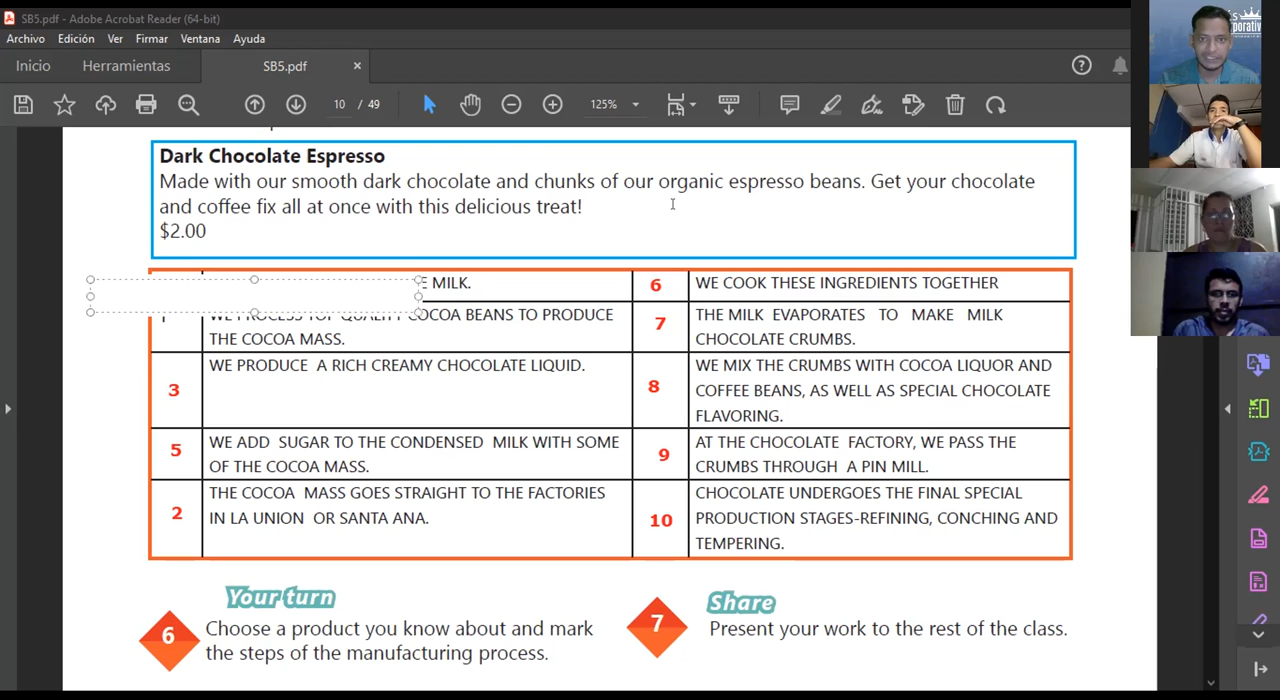 SB5.pdf - Adobe Acrobat Reader (64-bit)
Archivo Edición Ver Firmar Ventana Ayuda
Inicio Herramientas SB5.pdf ×
10 / 49 125%
Dark Chocolate Espresso
Made with our smooth dark chocolate and chunks of our organic espresso beans. Get your chocolate
and coffee fix all at once with this delicious treat!
$2.00
MILK.
WE PROCESS TOP QUALITY COCOA BEANS TO PRODUCE
THE COCOA MASS.
3 WE PRODUCE A RICH CREAMY CHOCOLATE LIQUID.
5 WE ADD SUGAR TO THE CONDENSED MILK WITH SOME
OF THE COCOA MASS.
2 THE COCOA MASS GOES STRAIGHT TO THE FACTORIES
IN LA UNION OR SANTA ANA.
6 WE COOK THESE INGREDIENTS TOGETHER
7 THE MILK EVAPORATES TO MAKE MILK
CHOCOLATE CRUMBS.
8 WE MIX THE CRUMBS WITH COCOA LIQUOR AND
COFFEE BEANS, AS WELL AS SPECIAL CHOCOLATE
FLAVORING.
9 AT THE CHOCOLATE FACTORY, WE PASS THE
CRUMBS THROUGH A PIN MILL.
10 CHOCOLATE UNDERGOES THE FINAL SPECIAL
PRODUCTION STAGES-REFINING, CONCHING AND
TEMPERING.
Your turn
6 Choose a product you know about and mark
the steps of the manufacturing process.
Share
7 Present your work to the rest of the class.